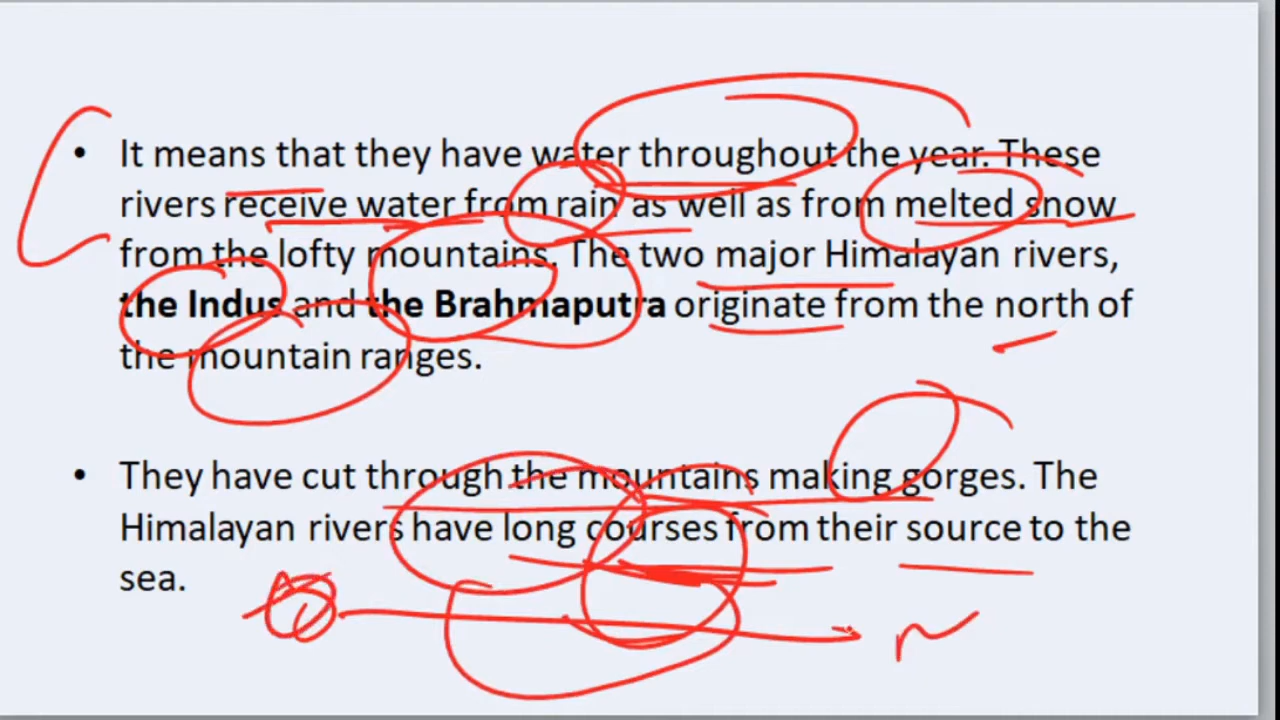 • It means that they have water throughout the year. These
rivers receive water from rain as well as from melted snow
from the lofty mountains. The two major Himalayan rivers,
the Indus and the Brahmaputra originate from the north of
the mountain ranges.
• They have cut through the mountains making gorges. The
Himalayan rivers have long courses from their source to the
sea.